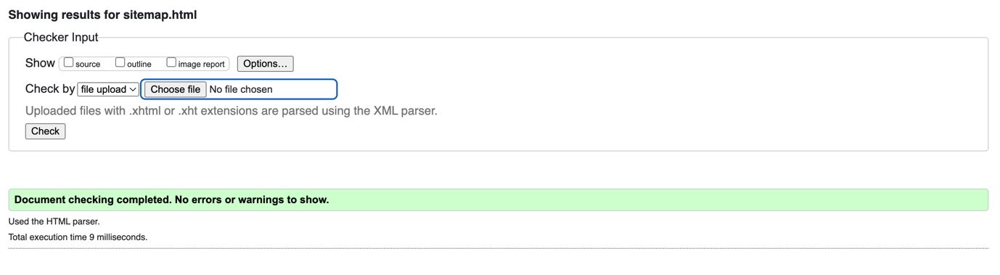 Showing results for sitemap.html
Checker Input
Show source outline image report Options...
Check by file upload Choose file No file chosen
Uploaded files with .xhtml or .xht extensions are parsed using the XML parser.
Check
Document checking completed. No errors or warnings to show.
Used the HTML parser.
Total execution time 9 milliseconds.